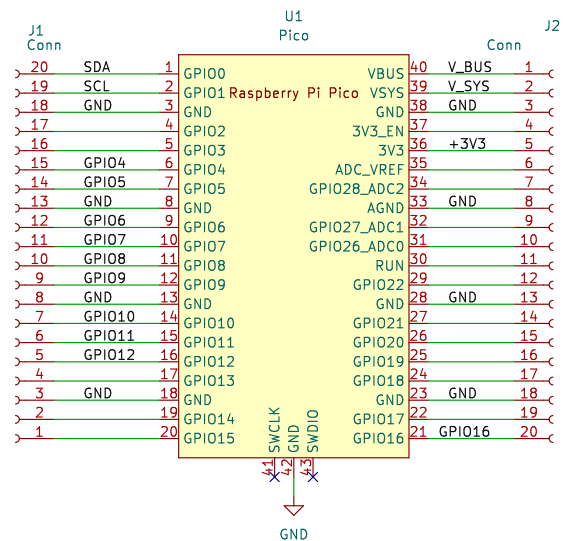 U1
Pico
J1
Conn
J2
Conn
20 SDA 1 GPIO0 VBUS 40 V_BUS 1
19 SCL 2 GPIO1 Raspberry Pi Pico VSYS 39 V_SYS 2
18 GND 3 GND GND 38 GND 3
17 4 GPIO2 3V3_EN 37 4
16 5 GPIO3 3V3 36 +3V3 5
15 GPIO4 6 GPIO4 ADC_VREF 35 6
14 GPIO5 7 GPIO5 GPIO28_ADC2 34 7
13 GND 8 GND AGND 33 GND 8
12 GPIO6 9 GPIO6 GPIO27_ADC1 32 9
11 GPIO7 10 GPIO7 GPIO26_ADC0 31 10
10 GPIO8 11 GPIO8 RUN 30 11
9 GPIO9 12 GPIO9 GPIO22 29 12
8 GND 13 GND GND 28 GND 13
7 GPIO10 14 GPIO10 GPIO21 27 14
6 GPIO11 15 GPIO11 GPIO20 26 15
5 GPIO12 16 GPIO12 GPIO19 25 16
4 17 GPIO13 GPIO18 24 17
3 GND 18 GND GND 23 GND 18
2 19 GPIO14 GPIO17 22 19
1 20 GPIO15 GPIO16 21 GPIO16 20
SWCLK GND SWDIO
41 42 43
GND